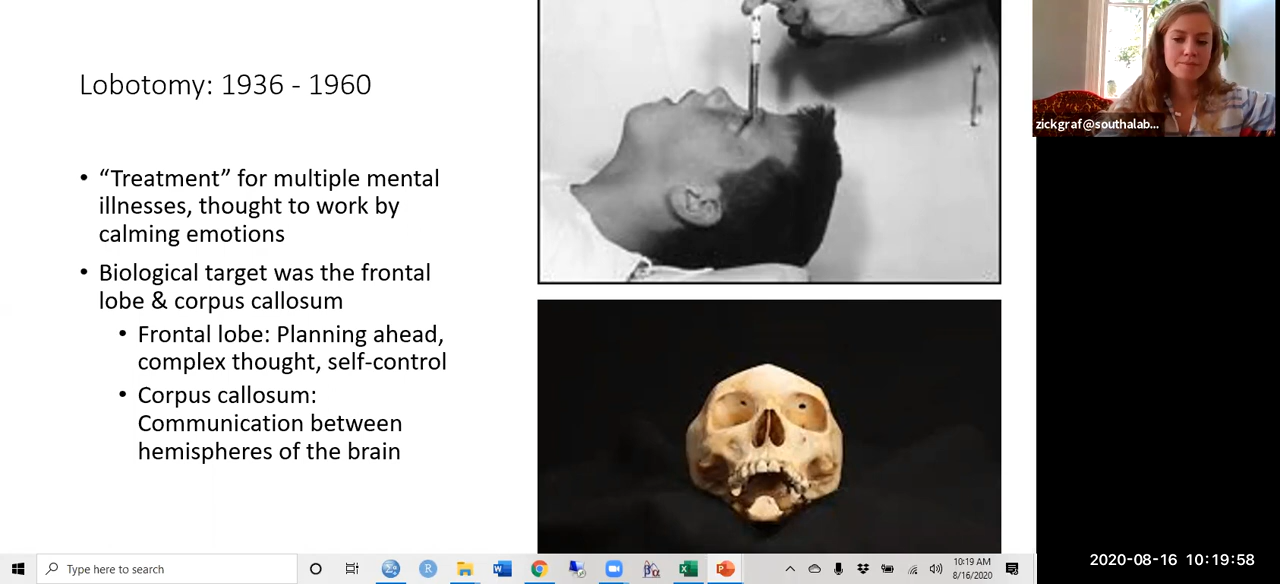 Lobotomy: 1936 - 1960
• “Treatment” for multiple mental
illnesses, thought to work by
calming emotions
• Biological target was the frontal
lobe & corpus callosum
• Frontal lobe: Planning ahead,
complex thought, self-control
• Corpus callosum:
Communication between
hemispheres of the brain
zickgraf@southalab...
Type here to search
10:19 AM
8/16/2020
2020-08-16 10:19:58